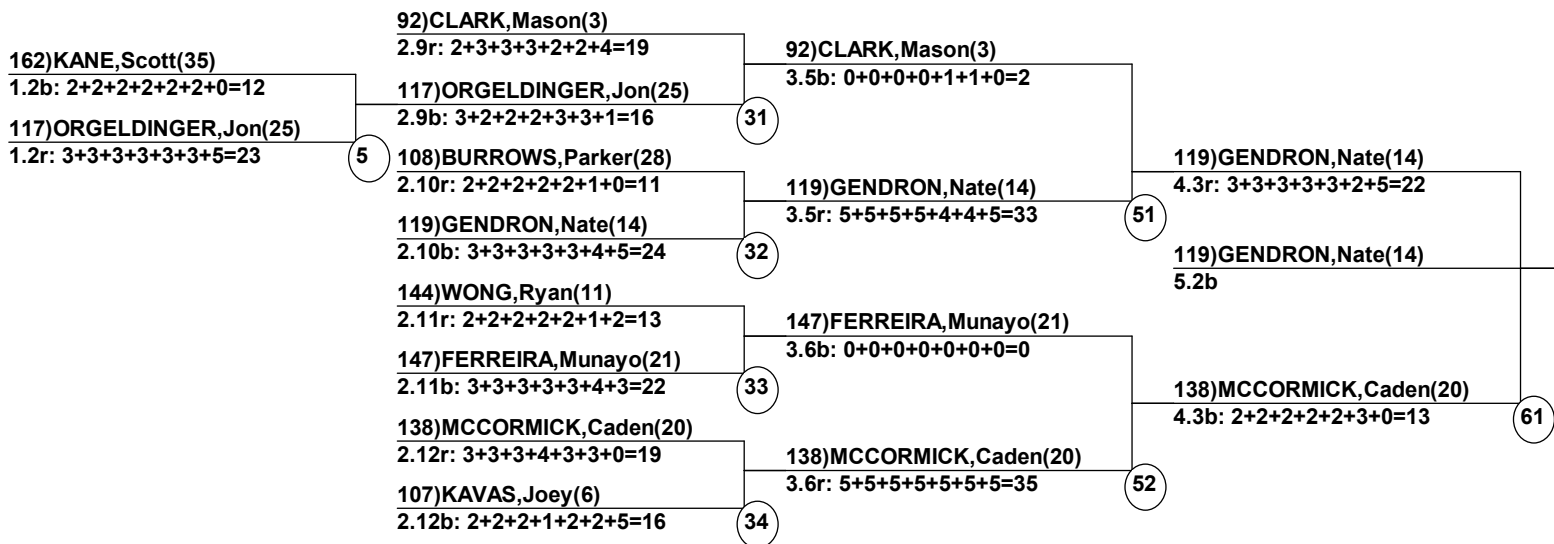 162)KANE,Scott(35)
1.2b: 2+2+2+2+2+2+0=12
117)ORGELDINGER,Jon(25)
1.2r: 3+3+3+3+3+3+5=23
5
92)CLARK,Mason(3)
2.9r: 2+3+3+3+2+2+4=19
117)ORGELDINGER,Jon(25)
2.9b: 3+2+2+2+3+3+1=16
31
108)BURROWS,Parker(28)
2.10r: 2+2+2+2+2+1+0=11
119)GENDRON,Nate(14)
2.10b: 3+3+3+3+3+4+5=24
32
144)WONG,Ryan(11)
2.11r: 2+2+2+2+2+1+2=13
147)FERREIRA,Munayo(21)
2.11b: 3+3+3+3+3+4+3=22
33
138)MCCORMICK,Caden(20)
2.12r: 3+3+3+4+3+3+0=19
107)KAVAS,Joey(6)
2.12b: 2+2+2+1+2+2+5=16
34
92)CLARK,Mason(3)
3.5b: 0+0+0+0+1+1+0=2
119)GENDRON,Nate(14)
3.5r: 5+5+5+5+4+4+5=33
51
147)FERREIRA,Munayo(21)
3.6b: 0+0+0+0+0+0+0=0
138)MCCORMICK,Caden(20)
3.6r: 5+5+5+5+5+5+5=35
52
119)GENDRON,Nate(14)
4.3r: 3+3+3+3+3+2+5=22
119)GENDRON,Nate(14)
5.2b
138)MCCORMICK,Caden(20)
4.3b: 2+2+2+2+2+3+0=13
61